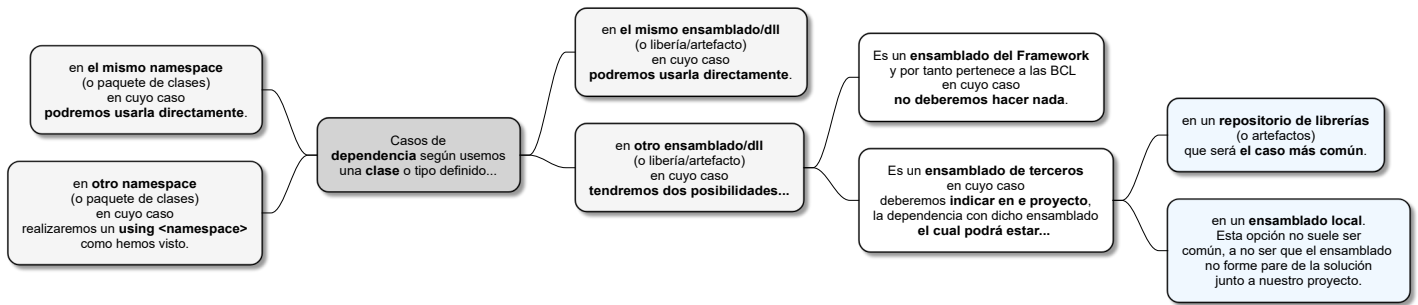 en el mismo namespace
(o paquete de clases)
en cuyo caso
podremos usarla directamente.
en otro namespace
(o paquete de clases)
en cuyo caso
realizaremos un using <namespace>
como hemos visto.
Casos de
dependencia según usemos
una clase o tipo definido...
en el mismo ensamblado/dll
(o libería/artefacto)
en cuyo caso
podremos usarla directamente.
en otro ensamblado/dll
(o libería/artefacto)
en cuyo caso
tendremos dos posibilidades...
Es un ensamblado del Framework
y por tanto pertenece a las BCL
en cuyo caso
no deberemos hacer nada.
Es un ensamblado de terceros
en cuyo caso
deberemos indicar en e proyecto,
la dependencia con dicho ensamblado
el cual podrá estar...
en un repositorio de librerías
(o artefactos)
que será el caso más común.
en un ensamblado local.
Esta opción no suele ser
común, a no ser que el ensamblado
no forme pare de la solución
junto a nuestro proyecto.